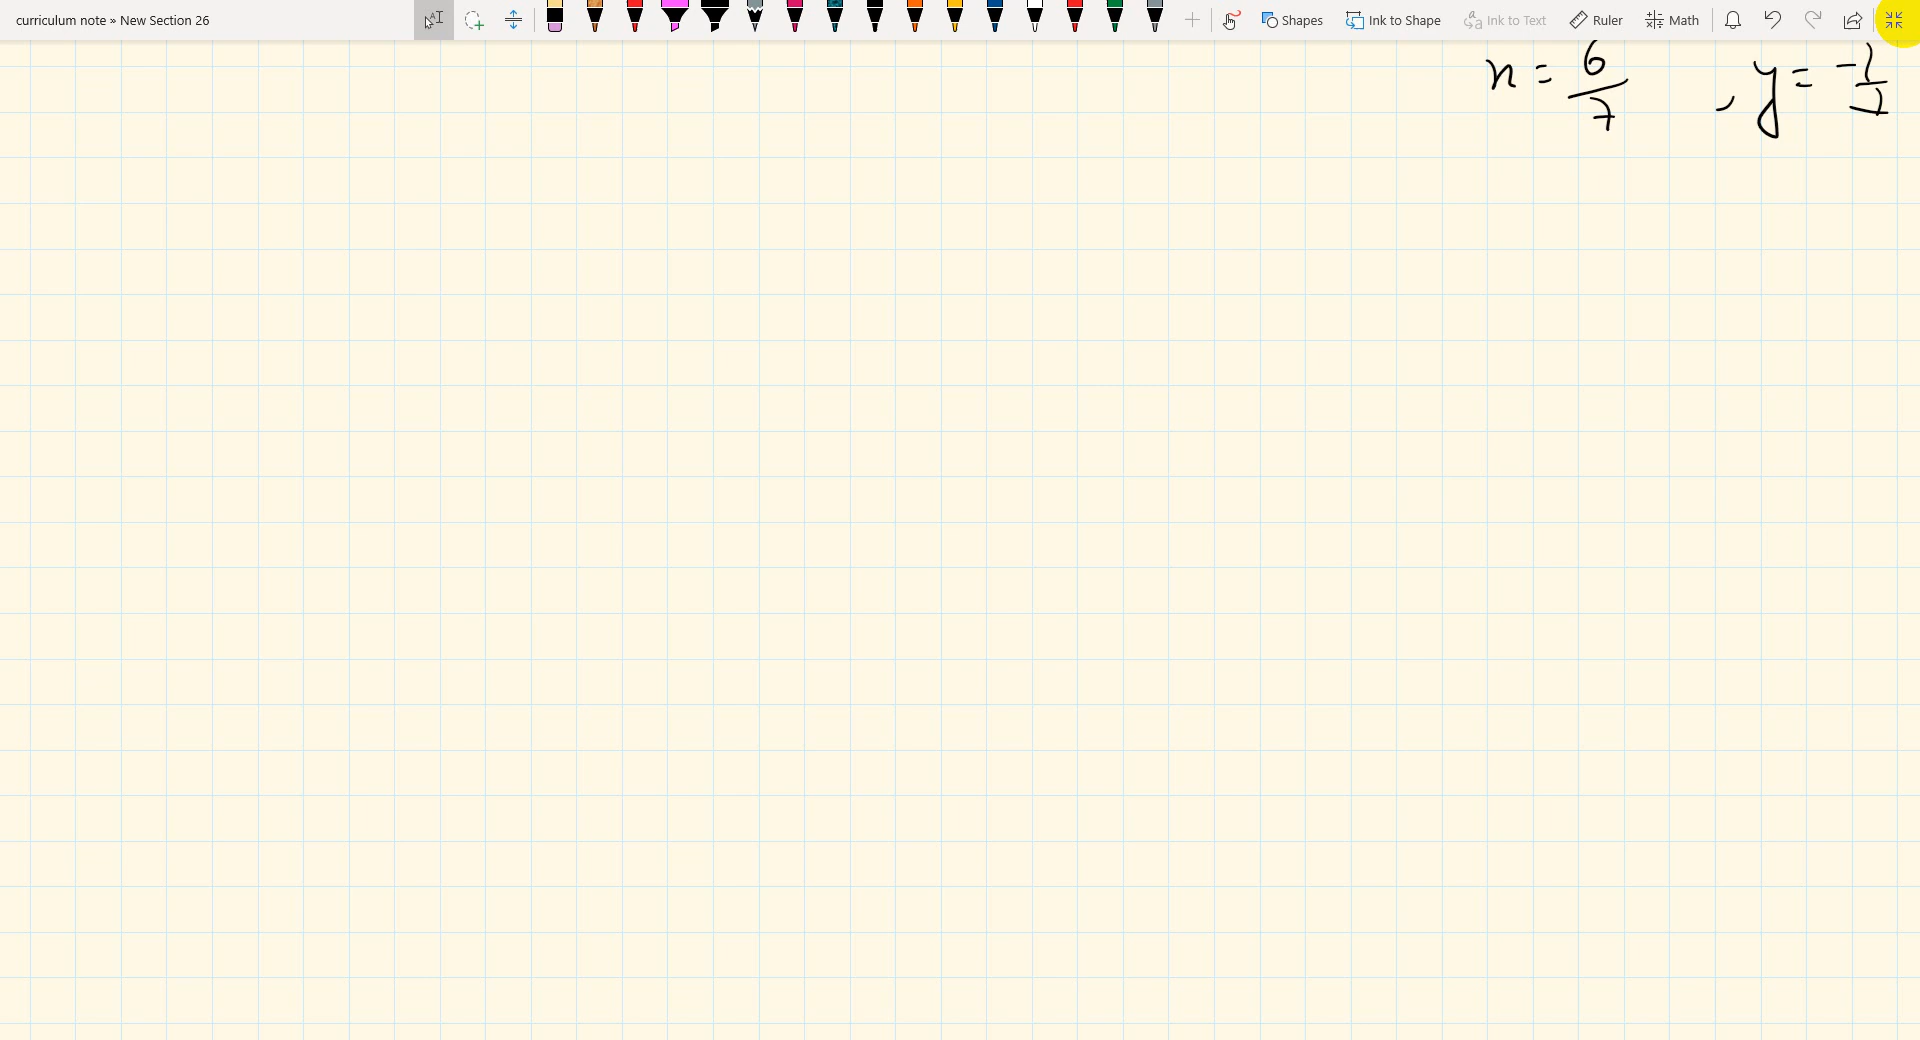 curriculum note » New Section 26 Shapes Ink to Shape Ink to Text Ruler Math
x = 6/7 , y = -1/7